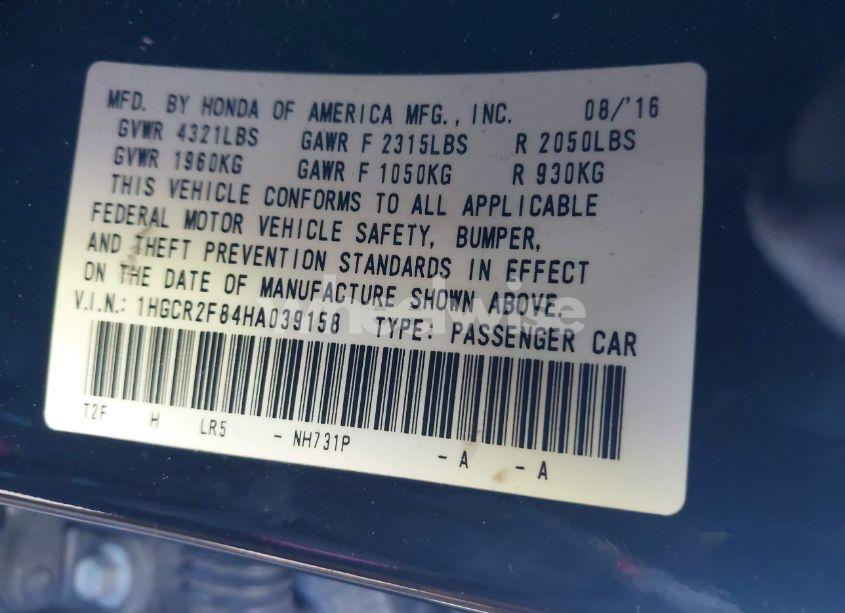 MFD. BY HONDA OF AMERICA MFG., INC. 08/'16
GVWR 4321LBS GAWR F 2315LBS R 2050LBS
GVWR 1960KG GAWR F 1050KG R 930KG
THIS VEHICLE CONFORMS TO ALL APPLICABLE
FEDERAL MOTOR VEHICLE SAFETY, BUMPER,
AND THEFT PREVENTION STANDARDS IN EFFECT
ON THE DATE OF MANUFACTURE SHOWN ABOVE.
V.I.N.: 1HGCR2F84HA039158 TYPE: PASSENGER CAR
wheelwise
T2F H LR5 - NH731P - A - A